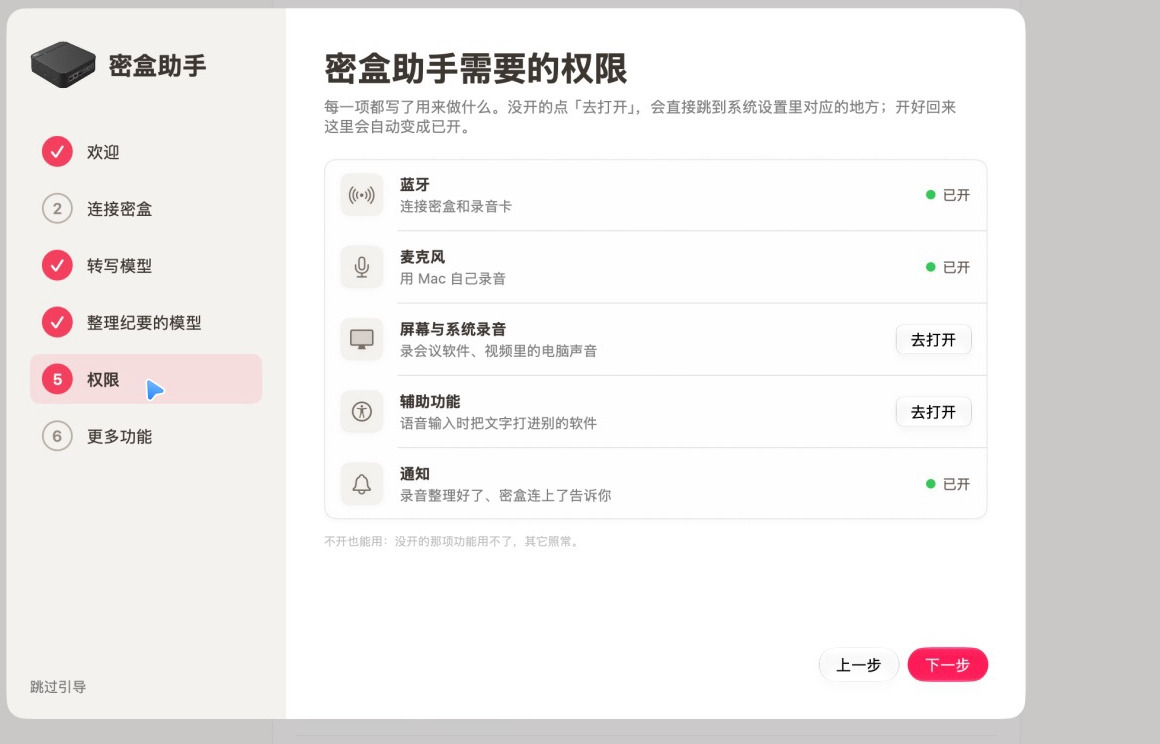 密盒助手
欢迎
2 连接密盒
转写模型
整理纪要的模型
5 权限
6 更多功能
跳过引导
密盒助手需要的权限
每一项都写了用来做什么。没开的点「去打开」，会直接跳到系统设置里对应的地方；开好回来
这里会自动变成已开。
蓝牙
连接密盒和录音卡
已开
麦克风
用 Mac 自己录音
已开
屏幕与系统录音
录会议软件、视频里的电脑声音
去打开
辅助功能
语音输入时把文字打进别的软件
去打开
通知
录音整理好了、密盒连上了告诉你
已开
不开也能用：没开的那项功能用不了，其它照常。
上一步
下一步